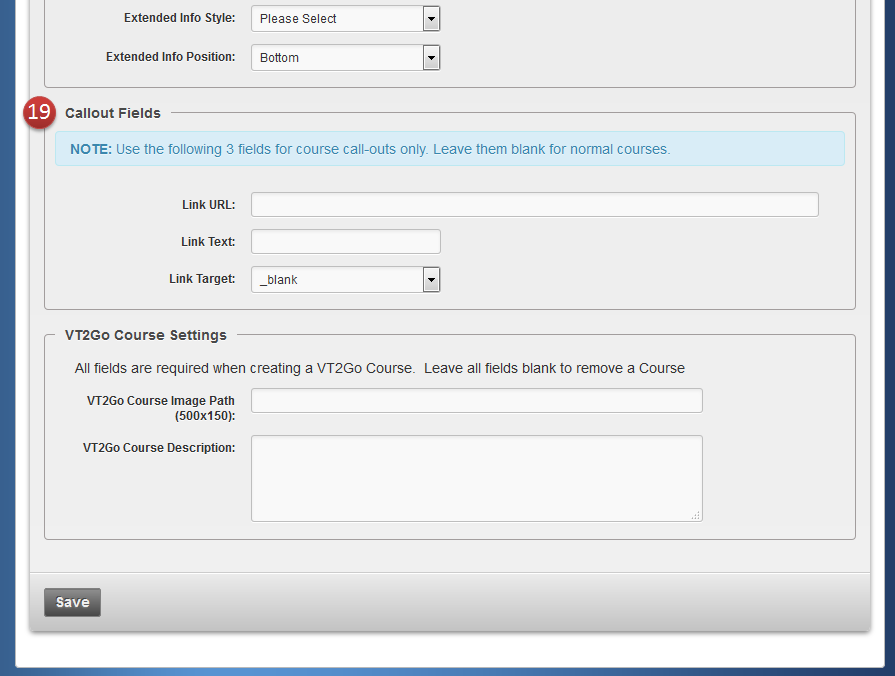 Extended Info Style: Please Select
Extended Info Position: Bottom
19 Callout Fields
NOTE: Use the following 3 fields for course call-outs only. Leave them blank for normal courses.
Link URL:
Link Text:
Link Target: _blank
VT2Go Course Settings
All fields are required when creating a VT2Go Course. Leave all fields blank to remove a Course
VT2Go Course Image Path
(500x150):
VT2Go Course Description:
Save